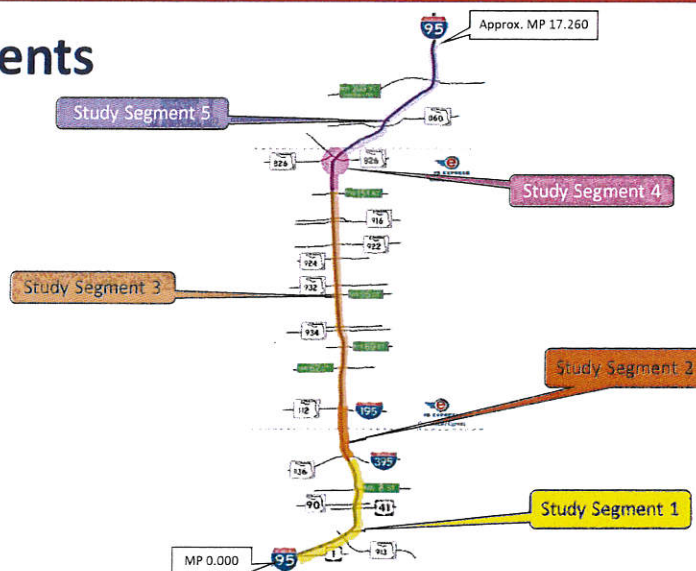 ents
95
Approx. MP 17.260
Study Segment 5
860
826
826
Study Segment 4
916
922
924
932
Study Segment 3
934
Study Segment 2
112
195
395
836
Study Segment 1
90
41
913
1
95
MP 0.000